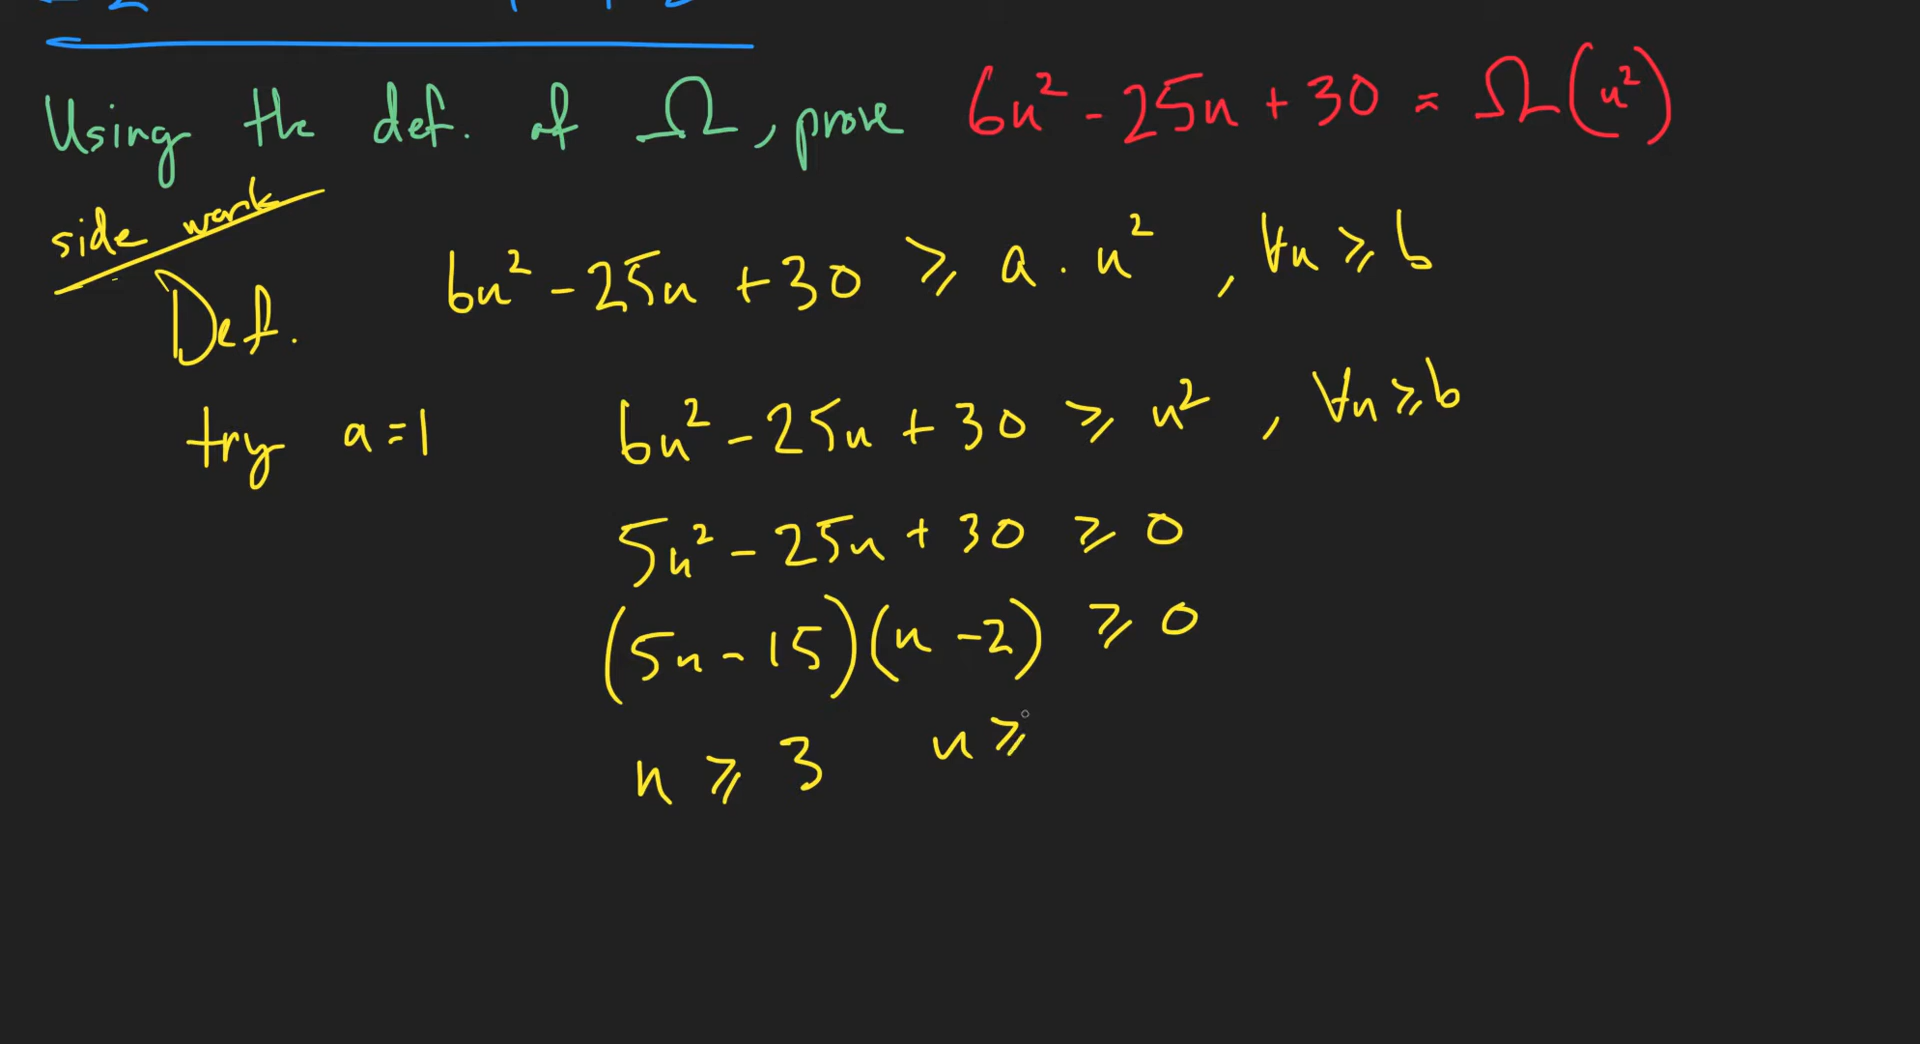 Using the def. of Ω, prove 6n² - 25n + 30 = Ω(n²)
side work
Def. 6n² - 25n + 30 ≥ a · n² , ∀n ≥ b
try a = 1 6n² - 25n + 30 ≥ n² , ∀n ≥ b
5n² - 25n + 30 ≥ 0
(5n - 15)(n - 2) ≥ 0
n ≥ 3 n ≥